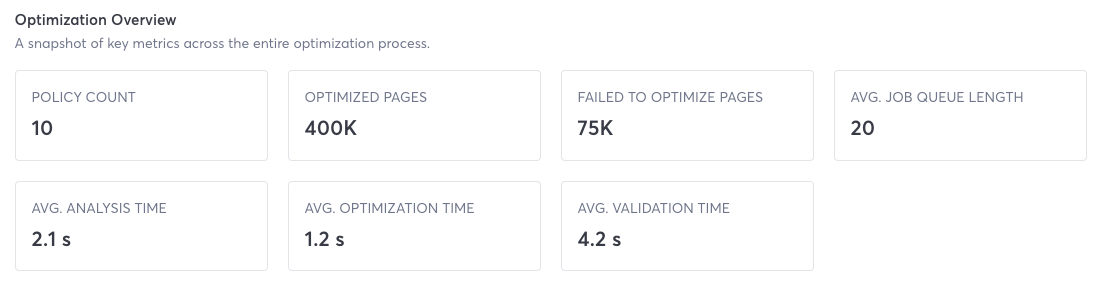 Optimization Overview
A snapshot of key metrics across the entire optimization process.
POLICY COUNT
10
OPTIMIZED PAGES
400K
FAILED TO OPTIMIZE PAGES
75K
AVG. JOB QUEUE LENGTH
20
AVG. ANALYSIS TIME
2.1 s
AVG. OPTIMIZATION TIME
1.2 s
AVG. VALIDATION TIME
4.2 s